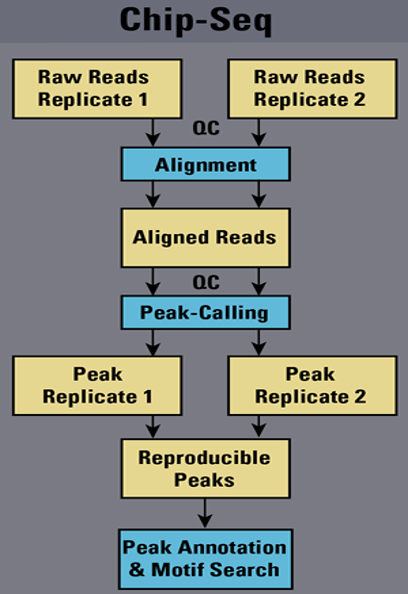 Chip-Seq
Raw Reads
Replicate 1
Raw Reads
Replicate 2
QC
Alignment
Aligned Reads
QC
Peak-Calling
Peak
Replicate 1
Peak
Replicate 2
Reproducible
Peaks
Peak Annotation
& Motif Search